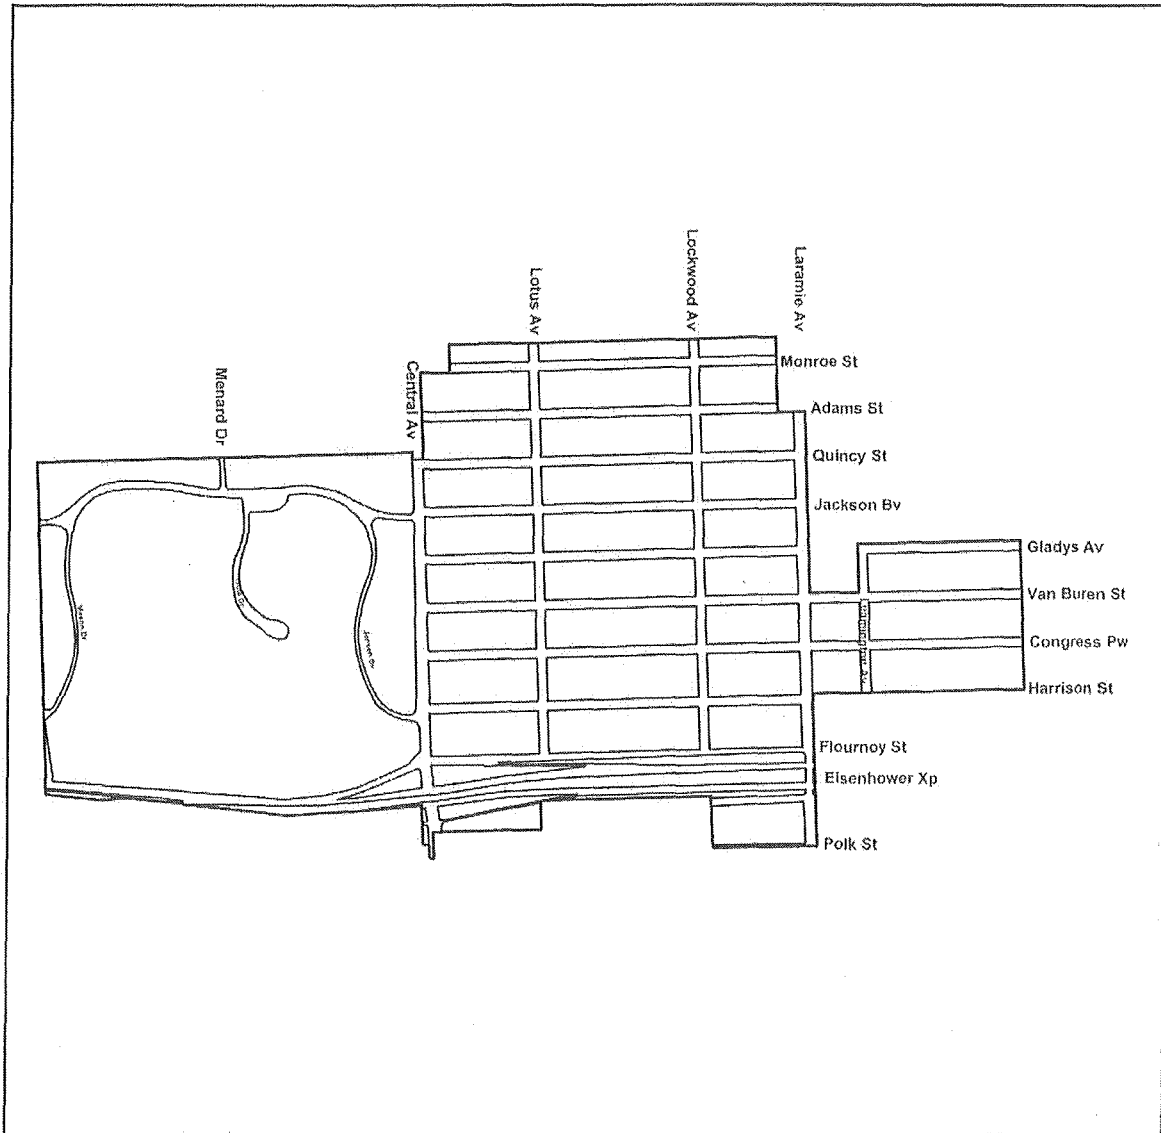 Lockwood Av
Laramie Av
Lotus Av
Monroe St
Central Av
Menard Dr
Adams St
Quincy St
Jackson Bv
Gladys Av
Van Buren St
Congress Pw
Harrison St
Flournoy St
Eisenhower Xp
Polk St